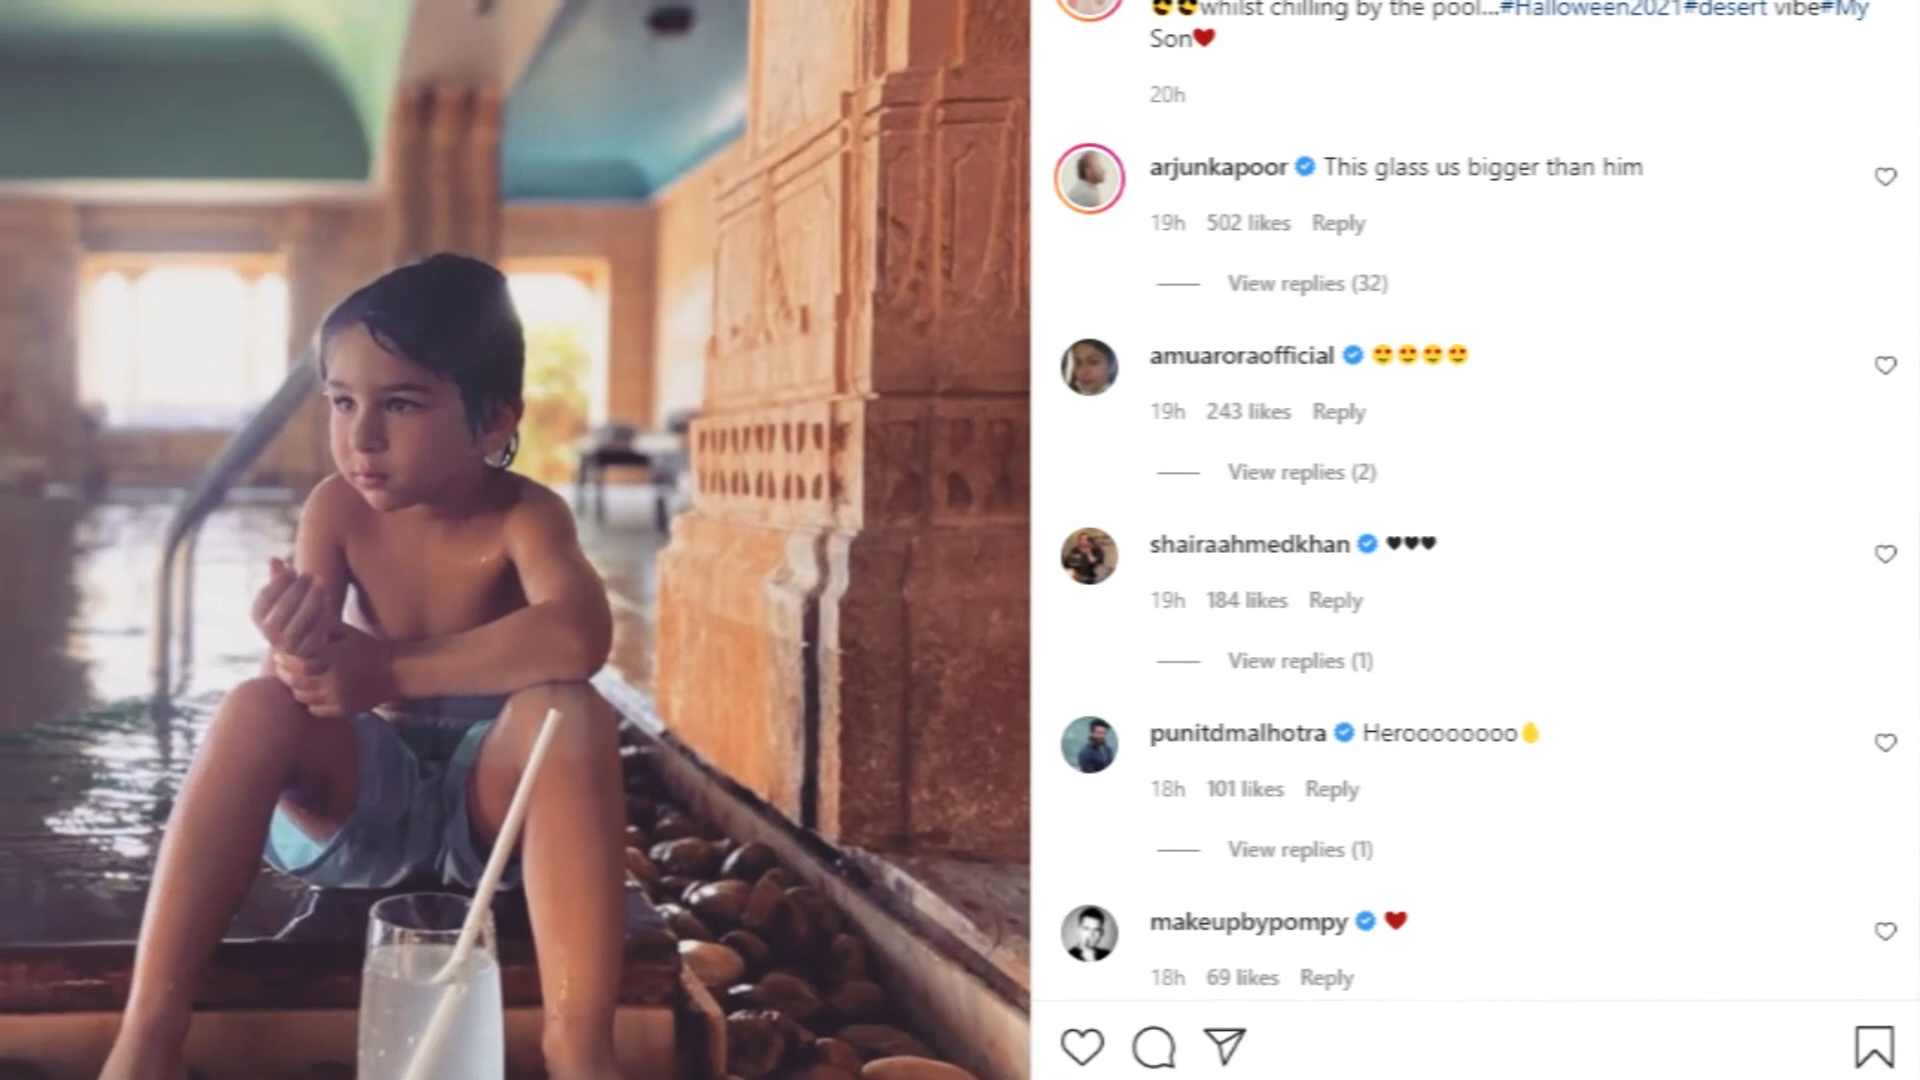 😍😍whilst chilling by the pool...#Halloween2021#desert vibe#My
Son❤
20h
arjunkapoor This glass us bigger than him
19h 502 likes Reply
View replies (32)
amuaroraofficial 😍😍😍😍
19h 243 likes Reply
View replies (2)
shairaahmedkhan 🖤🖤🖤
19h 184 likes Reply
View replies (1)
punitdmalhotra Herooooooooo✋
18h 101 likes Reply
View replies (1)
makeupbypompy ❤
18h 69 likes Reply